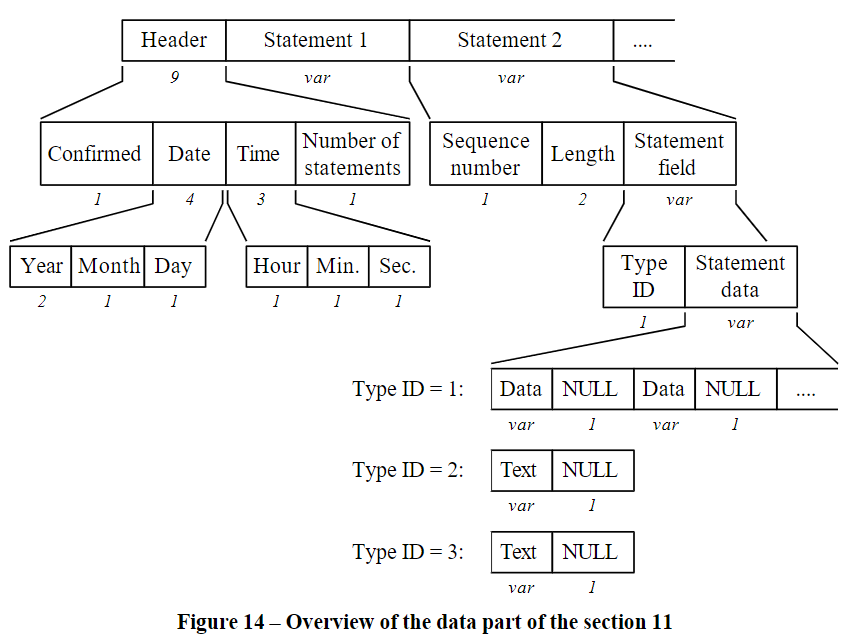 Header Statement 1 Statement 2 ....
9 var var
Confirmed Date Time Number of statements Sequence number Length Statement field
1 4 3 1 1 2 var
Year Month Day Hour Min. Sec. Type ID Statement data
2 1 1 1 1 1 1 var
Type ID = 1: Data NULL Data NULL ....
var 1 var 1
Type ID = 2: Text NULL
var 1
Type ID = 3: Text NULL
var 1
Figure 14 – Overview of the data part of the section 11